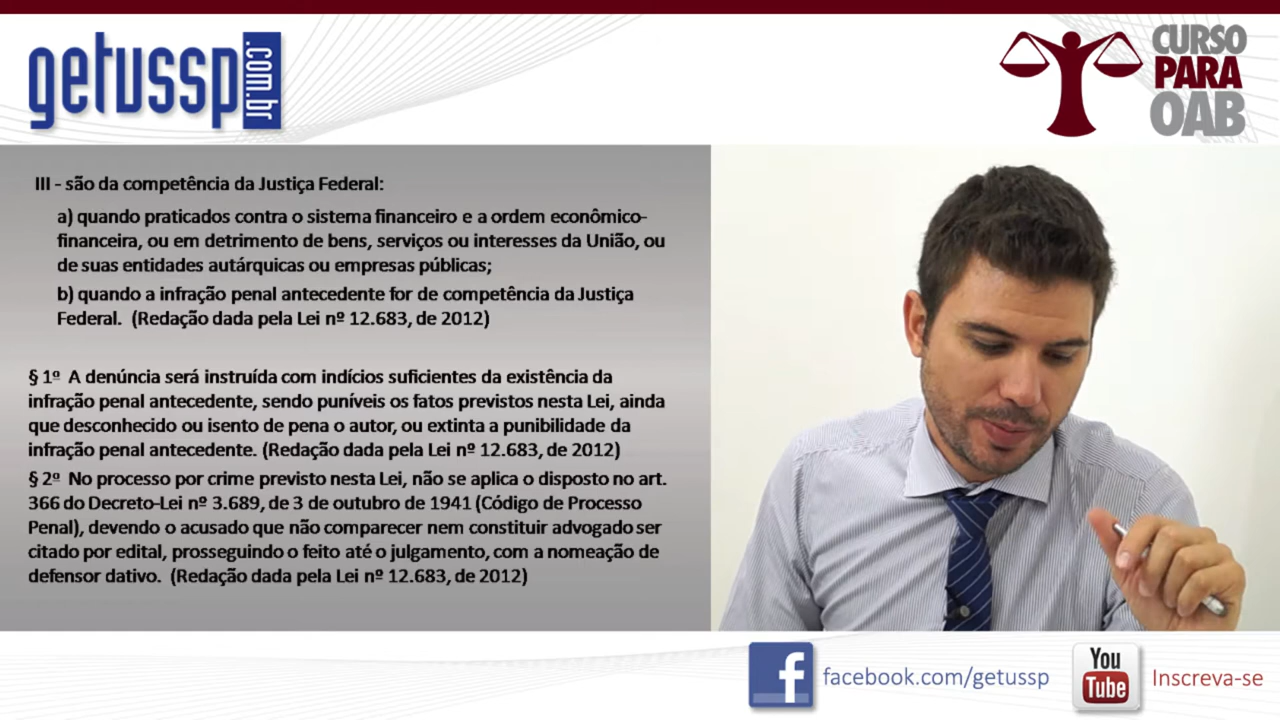 getussp.com.br
CURSO
PARA
OAB
III - são da competência da Justiça Federal:
a) quando praticados contra o sistema financeiro e a ordem econômico-
financeira, ou em detrimento de bens, serviços ou interesses da União, ou
de suas entidades autárquicas ou empresas públicas;
b) quando a infração penal antecedente for de competência da Justiça
Federal. (Redação dada pela Lei nº 12.683, de 2012)
§ 1º A denúncia será instruída com indícios suficientes da existência da
infração penal antecedente, sendo puníveis os fatos previstos nesta Lei, ainda
que desconhecido ou isento de pena o autor, ou extinta a punibilidade da
infração penal antecedente. (Redação dada pela Lei nº 12.683, de 2012)
§ 2º No processo por crime previsto nesta Lei, não se aplica o disposto no art.
366 do Decreto-Lei nº 3.689, de 3 de outubro de 1941 (Código de Processo
Penal), devendo o acusado que não comparecer nem constituir advogado ser
citado por edital, prosseguindo o feito até o julgamento, com a nomeação de
defensor dativo. (Redação dada pela Lei nº 12.683, de 2012)
f facebook.com/getussp
You
Tube
Inscreva-se